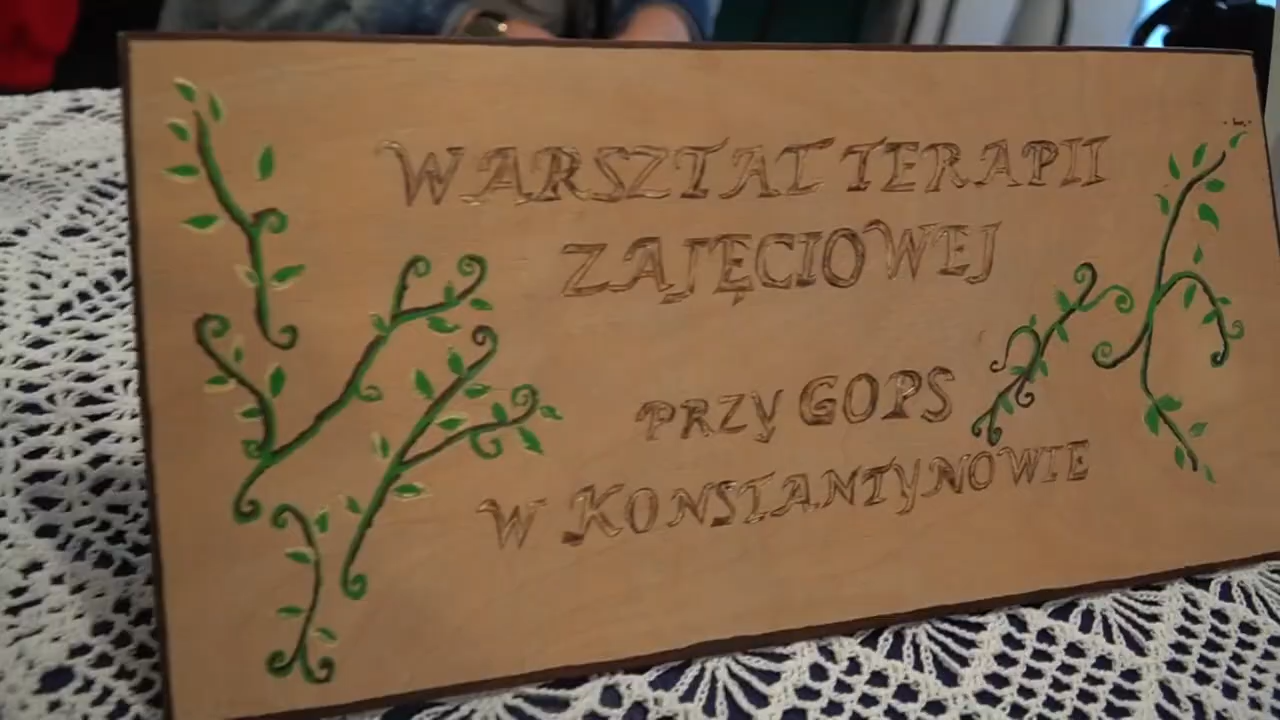 WARSZTAT TERAPII
ZAJĘCIOWEJ
PRZY GOPS
W KONSTANTYNOWIE